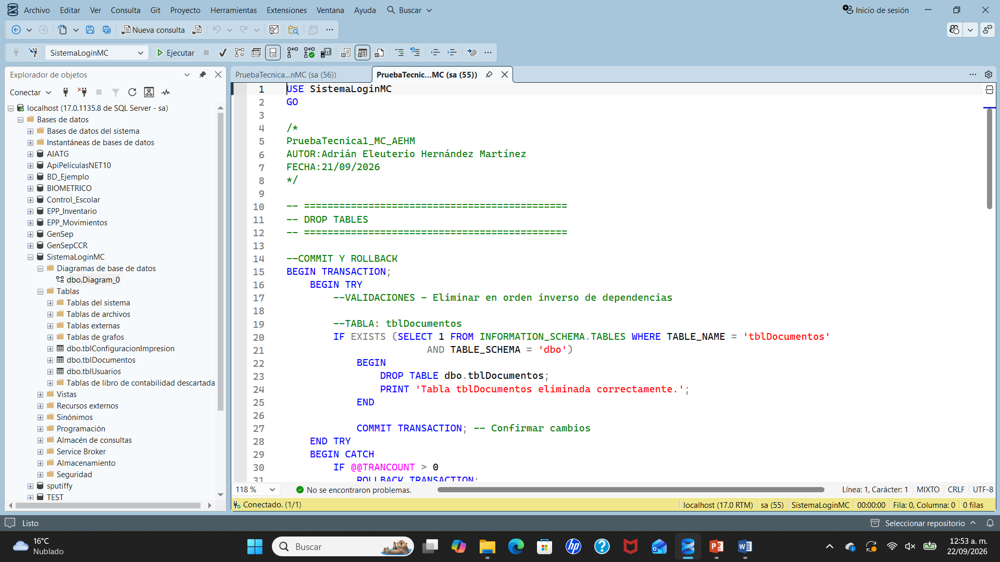 Archivo Editar Ver Consulta Git Proyecto Herramientas Extensiones Ventana Ayuda Buscar Inicio de sesión
Nueva consulta
SistemaLoginMC Ejecutar
Explorador de objetos
Conectar
localhost (17.0.1135.8 de SQL Server - sa)
Bases de datos
Bases de datos del sistema
Instantáneas de bases de datos
AIATG
ApiPeliculasNET10
BD_Ejemplo
BIOMETRICO
Control_Escolar
EPP_Inventario
EPP_Movimientos
GenSep
GenSepCCR
SistemaLoginMC
Diagramas de base de datos
dbo.Diagram_0
Tablas
Tablas del sistema
Tablas de archivos
Tablas externas
Tablas de grafos
dbo.tblConfiguracionImpresion
dbo.tblDocumentos
dbo.tblUsuarios
Tablas de libro de contabilidad descartada
Vistas
Recursos externos
Sinónimos
Programación
Almacén de consultas
Service Broker
Almacenamiento
Seguridad
sputiffy
TEST
PruebaTecnica...nMC (sa (56)) PruebaTecnic...MC (sa (55))
1 USE SistemaLoginMC
2 GO
3
4 /*
5 PruebaTecnica1_MC_AEHM
6 AUTOR:Adrián Eleuterio Hernández Martínez
7 FECHA:21/09/2026
8 */
9
10 -- =============================================
11 -- DROP TABLES
12 -- =============================================
13
14 --COMMIT Y ROLLBACK
15 BEGIN TRANSACTION;
16 BEGIN TRY
17 --VALIDACIONES - Eliminar en orden inverso de dependencias
18
19 --TABLA: tblDocumentos
20 IF EXISTS (SELECT 1 FROM INFORMATION_SCHEMA.TABLES WHERE TABLE_NAME = 'tblDocumentos'
21 AND TABLE_SCHEMA = 'dbo')
22 BEGIN
23 DROP TABLE dbo.tblDocumentos;
24 PRINT 'Tabla tblDocumentos eliminada correctamente.';
25 END
26
27 COMMIT TRANSACTION; -- Confirmar cambios
28 END TRY
29 BEGIN CATCH
30 IF @@TRANCOUNT > 0
31 ROLLBACK TRANSACTION;
118 % No se encontraron problemas. Línea: 1, Carácter: 1 MIXTO CRLF UTF-8
Conectado. (1/1) localhost (17.0 RTM) sa (55) SistemaLoginMC 00:00:00 Fila: 0, Columna: 0 0 filas
Listo Seleccionar repositorio
16°C
Nublado
Buscar
12:53 a. m.
22/09/2026